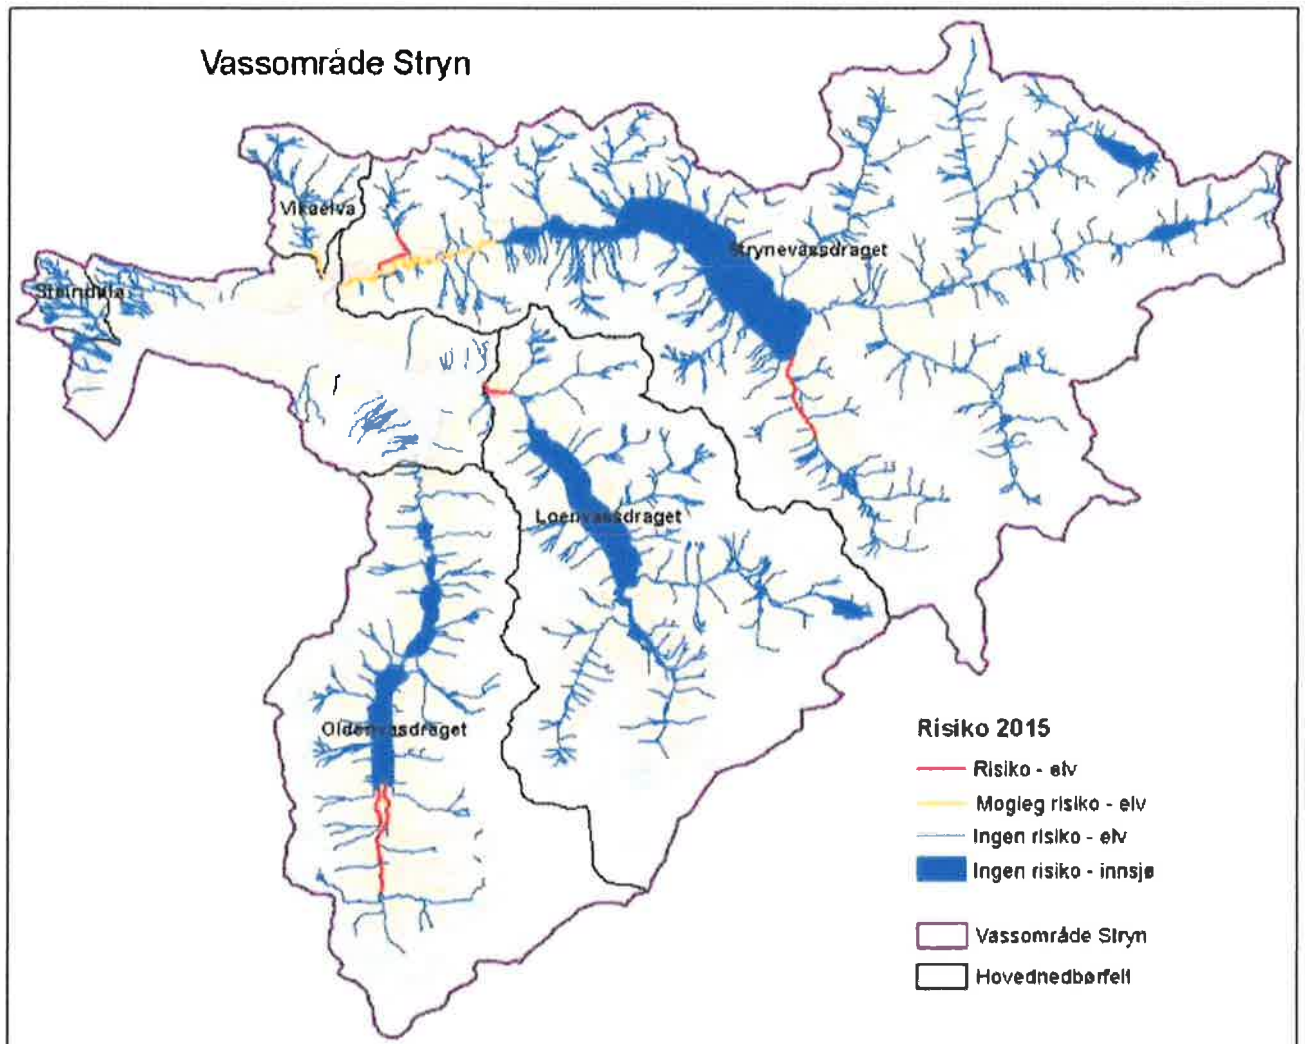 Vassområde Stryn
Vikaelva
Strynevassdraget
Steindøla
Loenvassdraget
Oldenvasdraget
Risiko 2015
Risiko - elv
Mogleg risiko - elv
Ingen risiko - elv
Ingen risiko - innsjø
Vassområde Stryn
Hovednedbørfelt